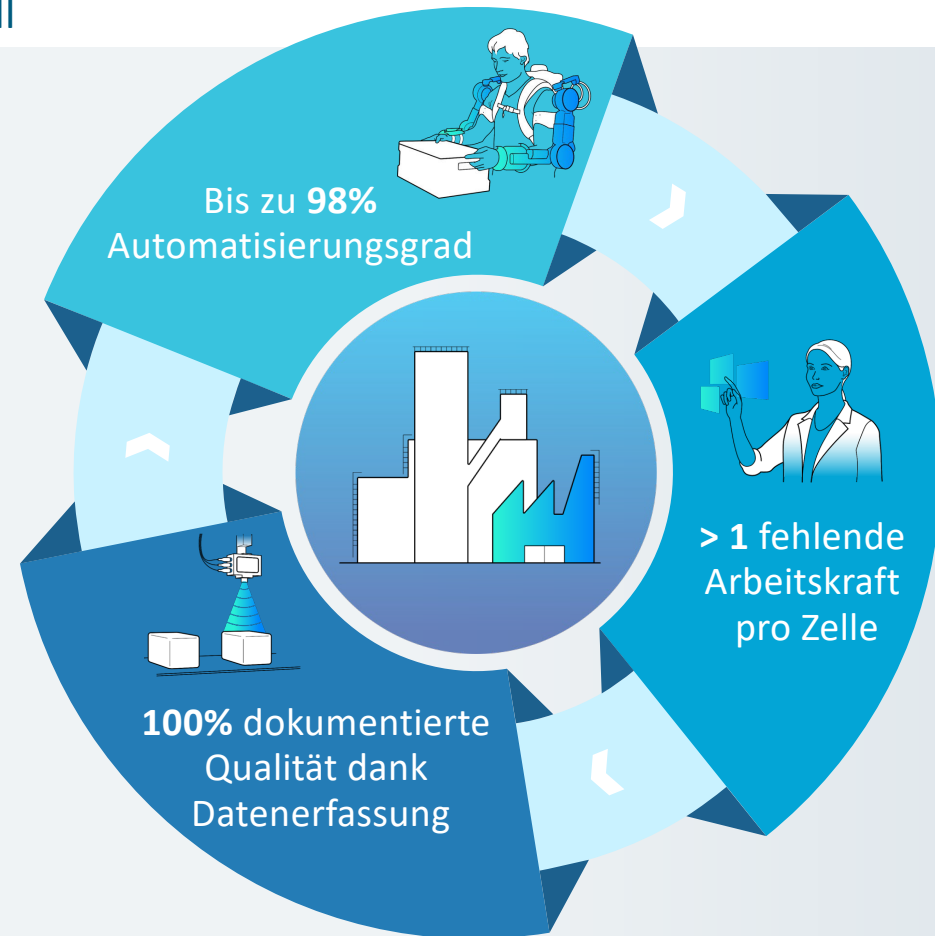 Bis zu 98%
Automatisierungsgrad
> 1 fehlende
Arbeitskraft
pro Zelle
100% dokumentierte
Qualität dank
Datenerfassung